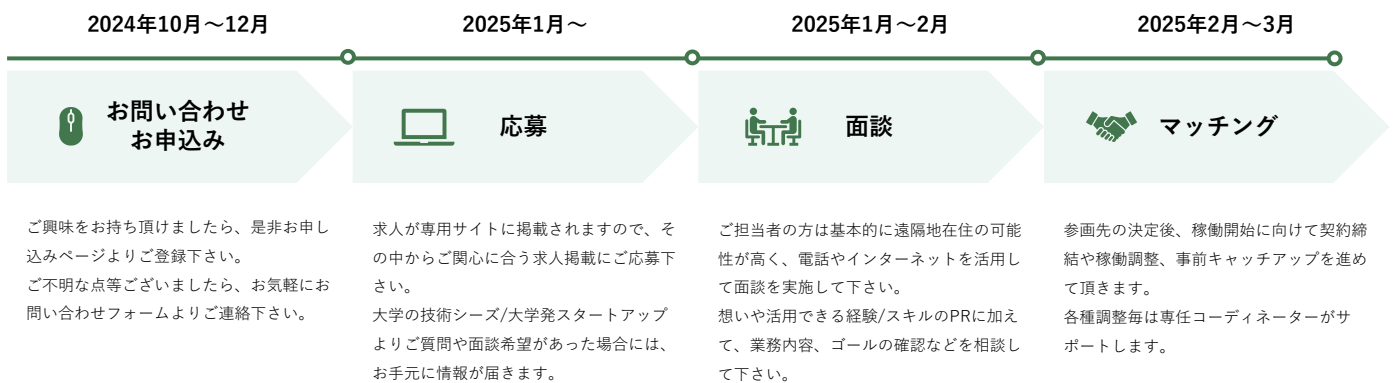 2024年10月～12月
2025年1月～
2025年1月～2月
2025年2月～3月
お問い合わせ
お申込み
応募
面談
マッチング
ご興味をお持ち頂けましたら、是非お申し
込みページよりご登録下さい。
ご不明な点等ございましたら、お気軽にお
問い合わせフォームよりご連絡下さい。
求人が専用サイトに掲載されますので、そ
の中からご関心に合う求人掲載にご応募下
さい。
大学の技術シーズ/大学発スタートアップ
よりご質問や面談希望があった場合には、
お手元に情報が届きます。
ご担当者の方は基本的に遠隔地在住の可能
性が高く、電話やインターネットを活用し
て面談を実施して下さい。
想いや活用できる経験/スキルのPRに加え
て、業務内容、ゴールの確認などを相談し
て下さい。
参画先の決定後、稼働開始に向けて契約締
結や稼働調整、事前キャッチアップを進め
て頂きます。
各種調整毎は専任コーディネーターがサ
ポートします。